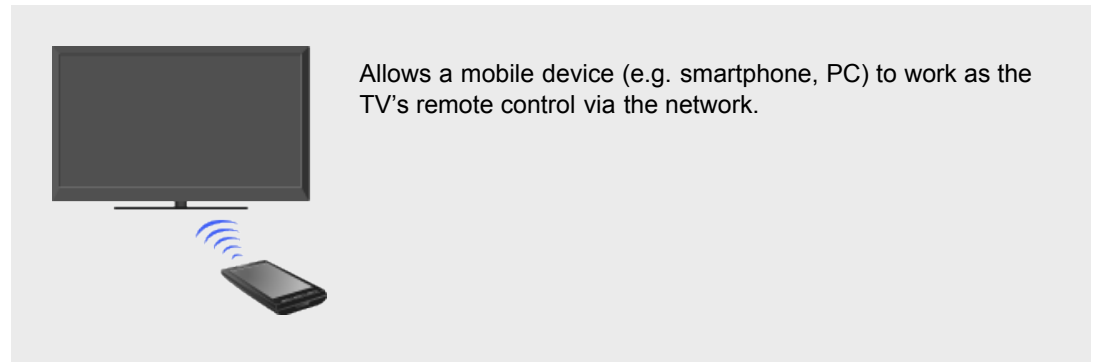 Allows a mobile device (e.g. smartphone, PC) to work as the
TV's remote control via the network.